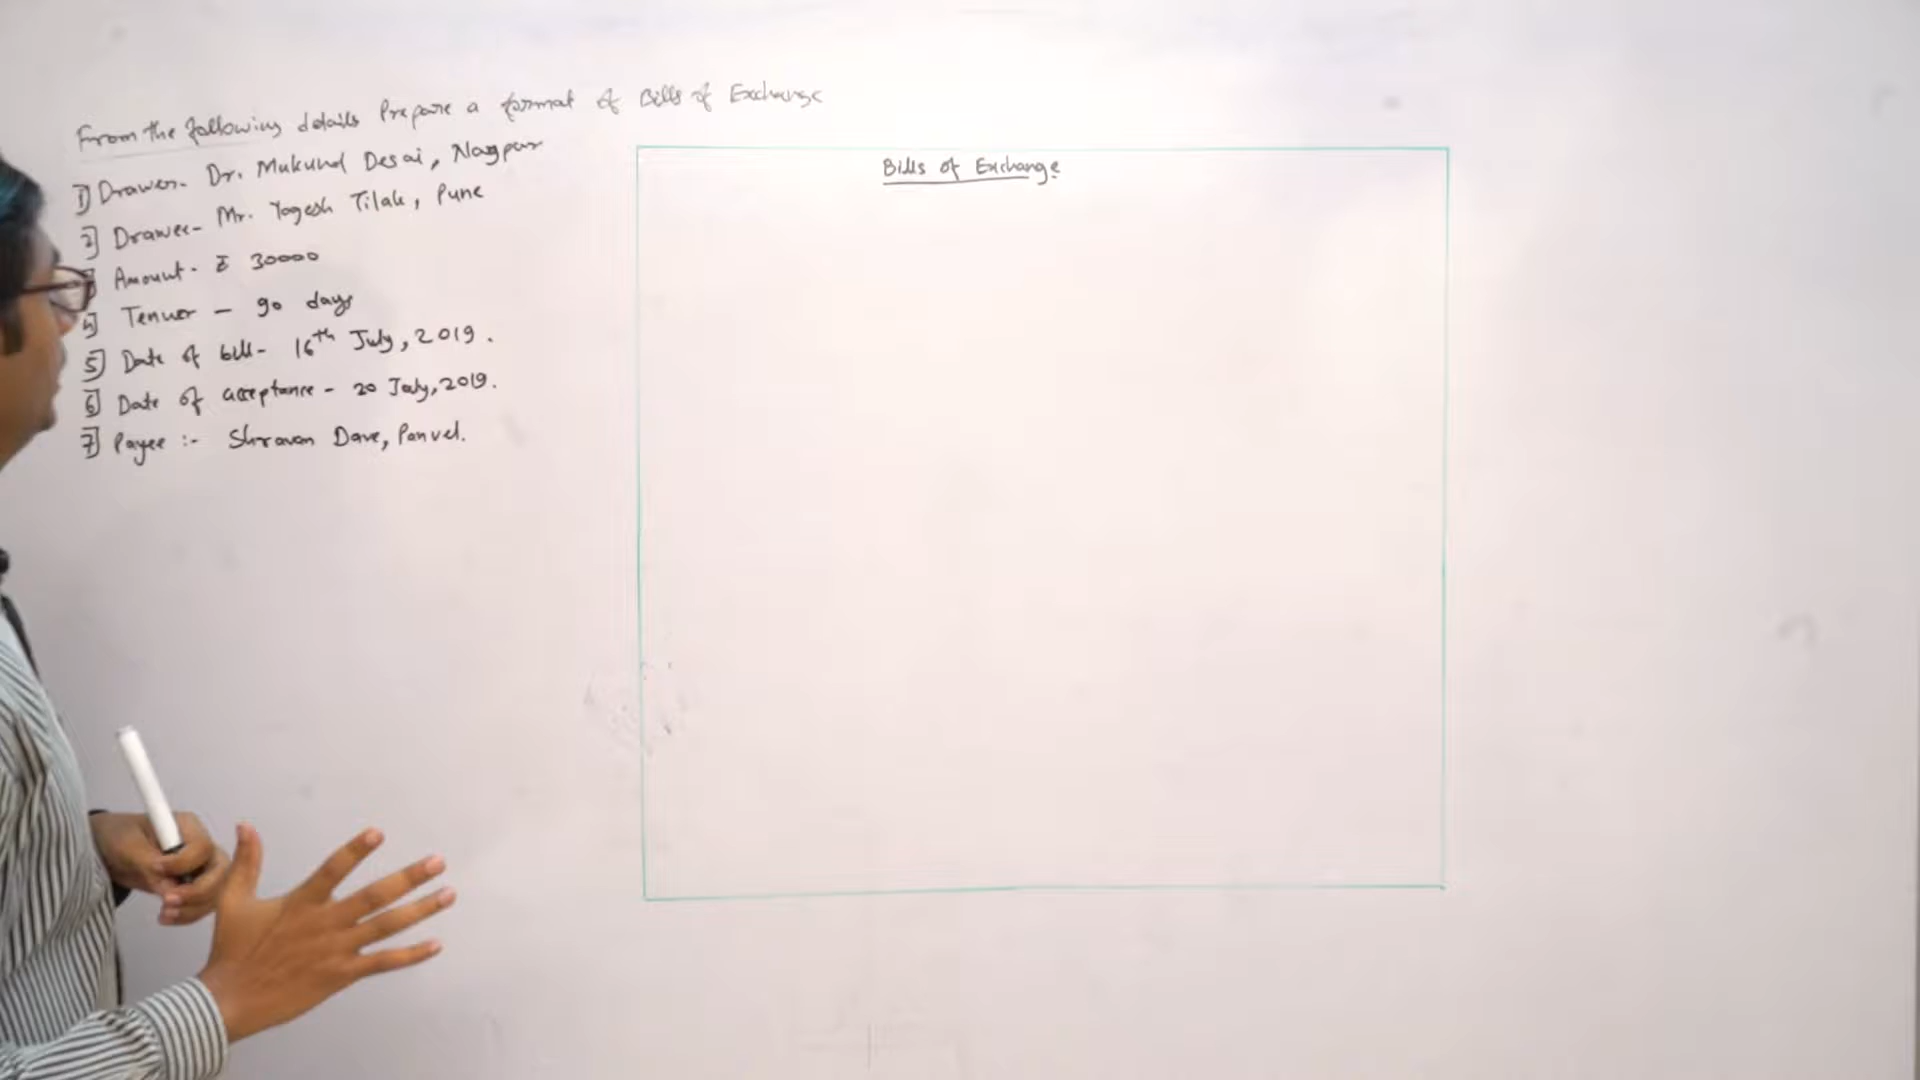 From the following details Prepare a format of Bills of Exchange
1] Drawer- Dr. Mukund Desai, Nagpur
2] Drawee- Mr. Yogesh Tilak, Pune
Amount- ₹ 30000
4] Tenuer - 90 days
5] Date of bill- 16th July, 2019.
6] Date of acceptance - 20 July, 2019.
7] Payee :- Shravan Dave, Panvel.
Bills of Exchange